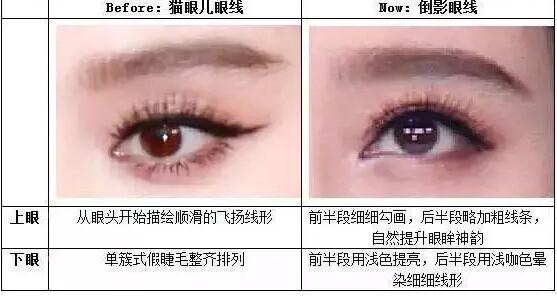 Before: 猫眼儿眼线
Now: 倒影眼线
上眼
从眼头开始描绘顺滑的飞扬线形
前半段细细勾画，后半段略加粗线条，
自然提升眼眸神韵
下眼
单簇式假睫毛整齐排列
前半段用浅色提亮，后半段用浅咖色晕
染细细线形